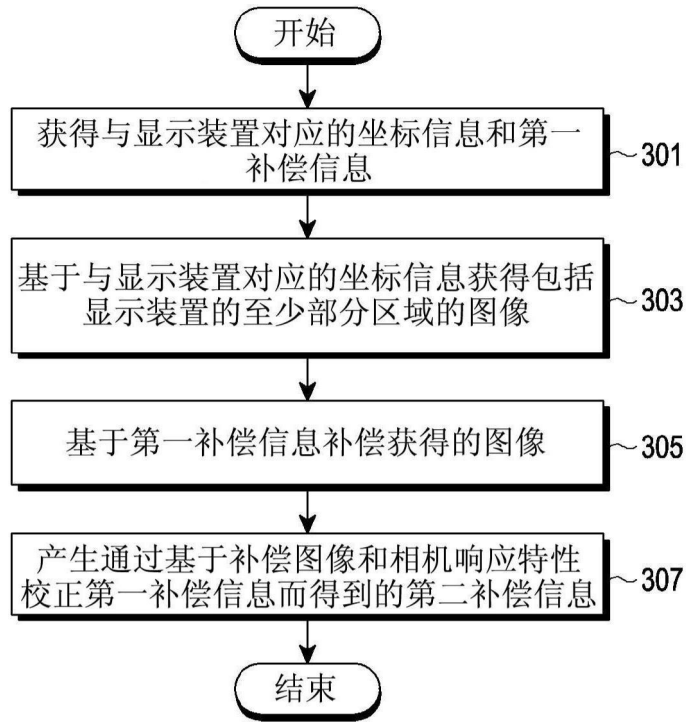 开始
获得与显示装置对应的坐标信息和第一
补偿信息
301
基于与显示装置对应的坐标信息获得包括
显示装置的至少部分区域的图像
303
基于第一补偿信息补偿获得的图像
305
产生通过基于补偿图像和相机响应特性
校正第一补偿信息而得到的第二补偿信息
307
结束